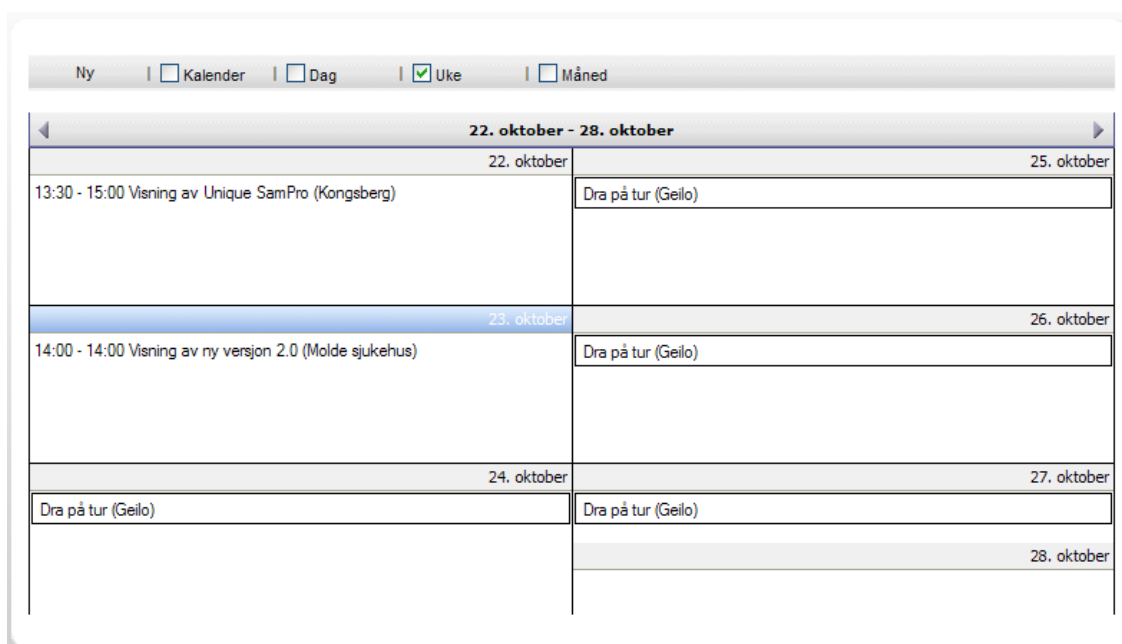 Ny | Kalender | Dag | Uke | Måned
22. oktober - 28. oktober
22. oktober
13:30 - 15:00 Visning av Unique SamPro (Kongsberg)
23. oktober
14:00 - 14:00 Visning av ny versjon 2.0 (Molde sjukehus)
24. oktober
Dra på tur (Geilo)
25. oktober
Dra på tur (Geilo)
26. oktober
Dra på tur (Geilo)
27. oktober
Dra på tur (Geilo)
28. oktober